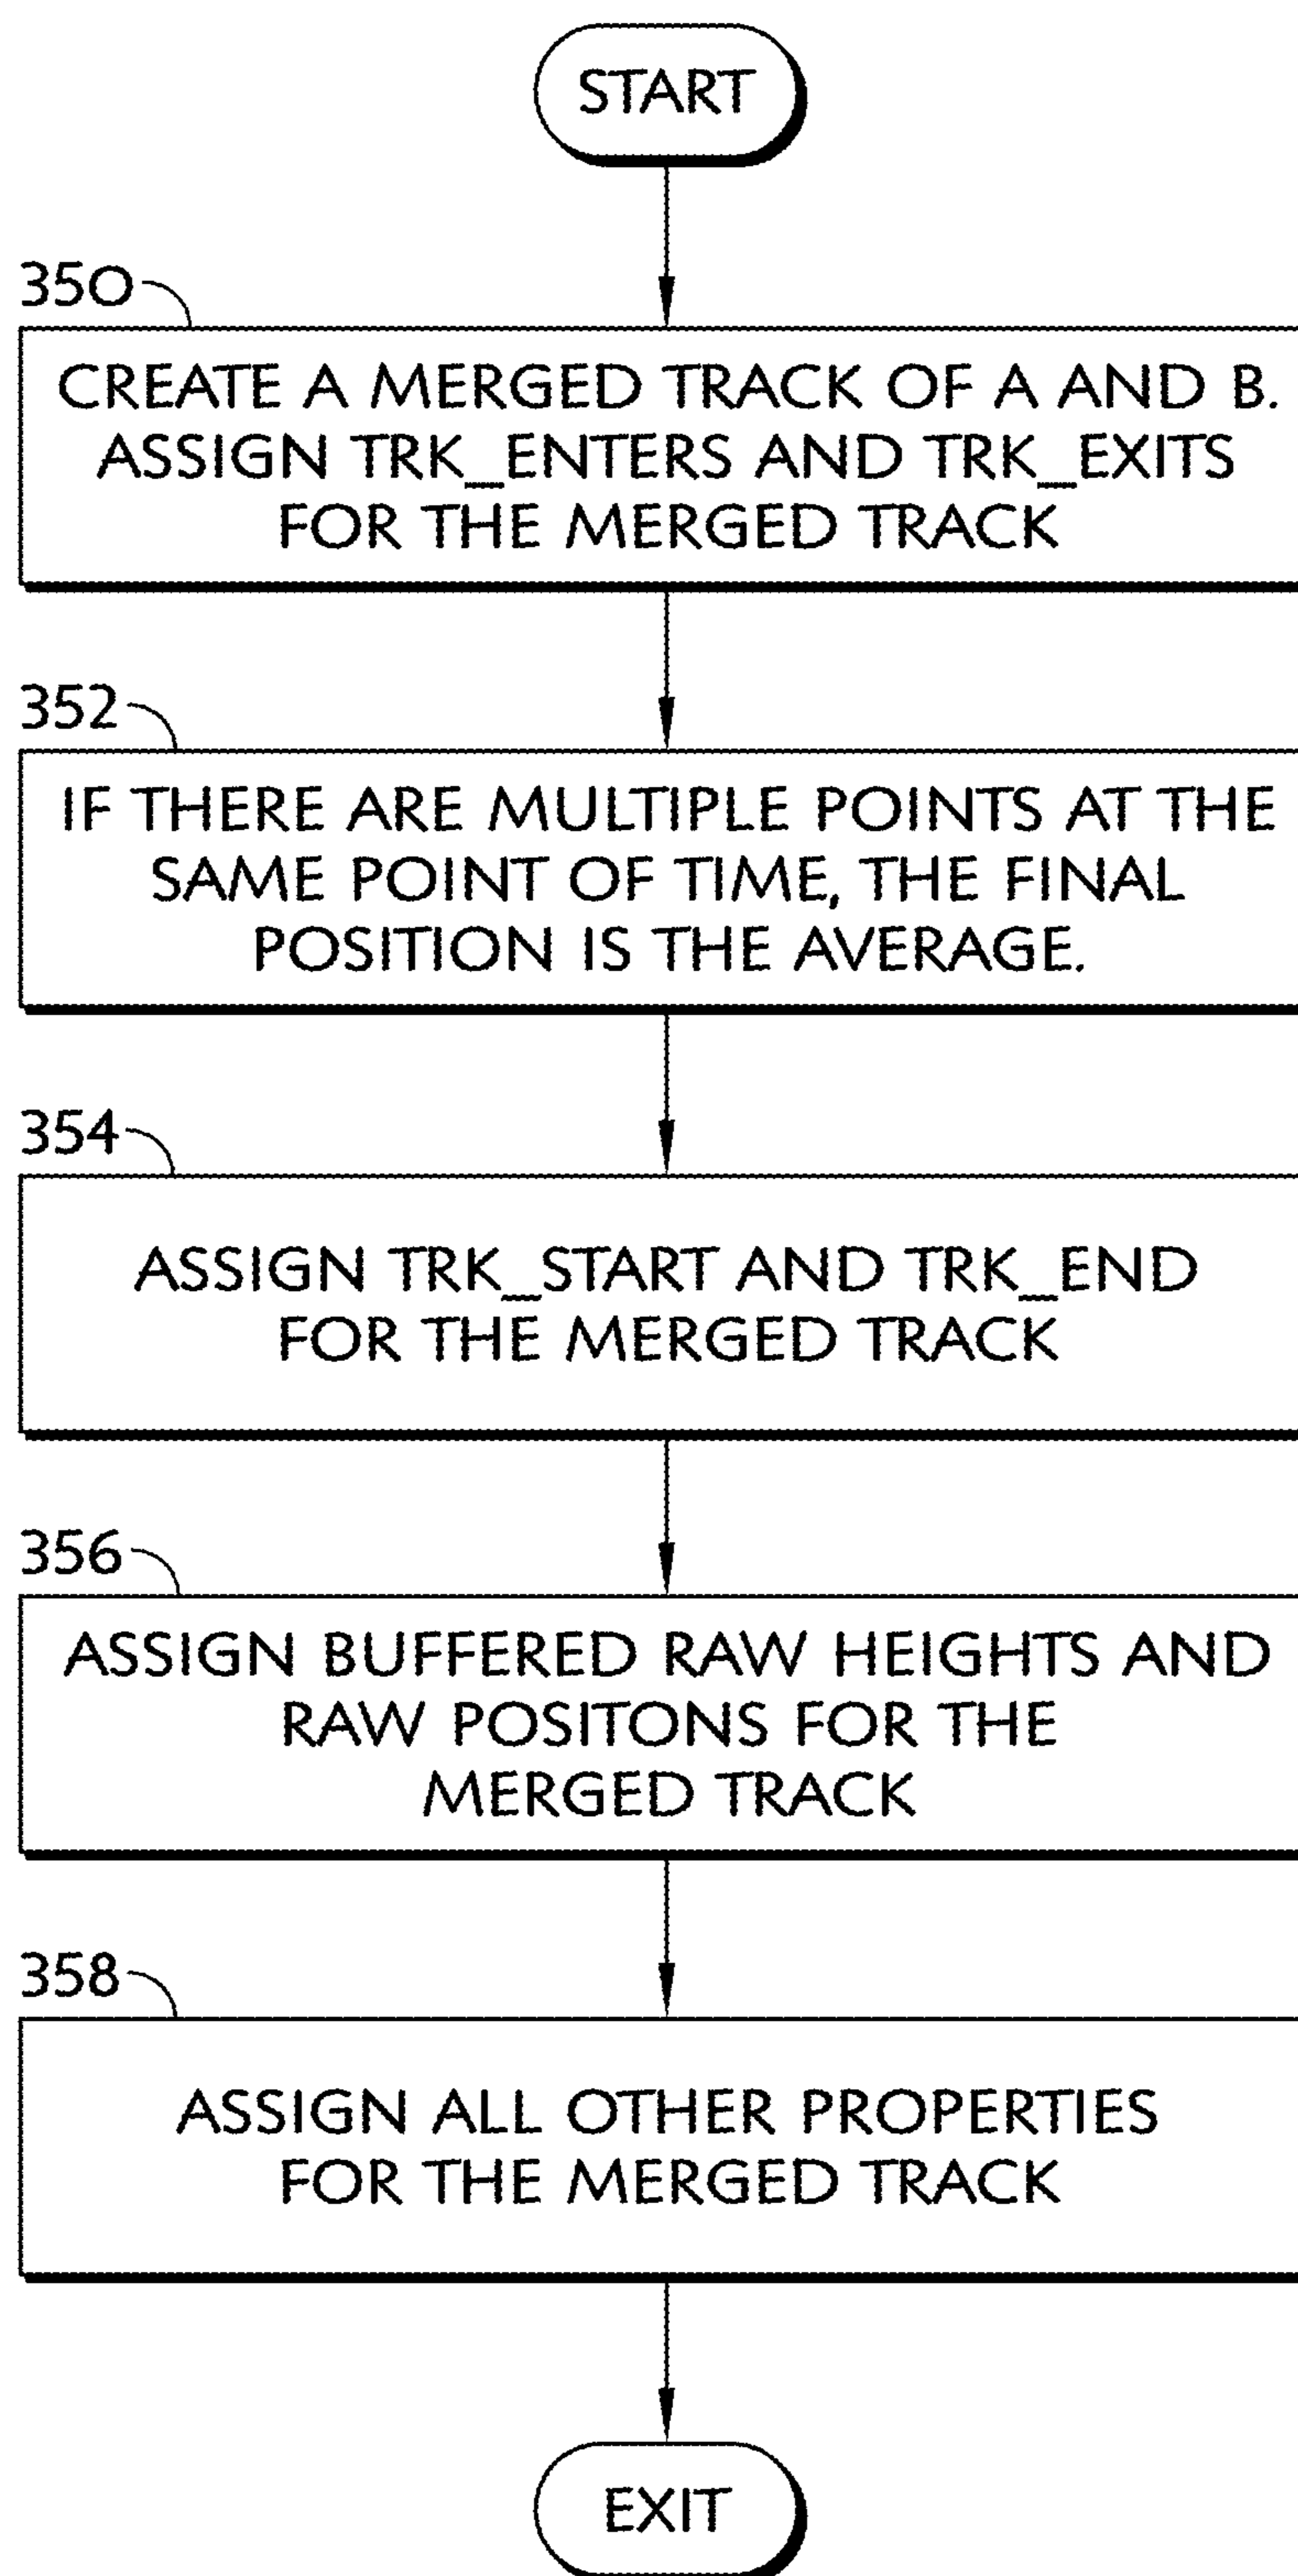 START
350
CREATE A MERGED TRACK OF A AND B.
ASSIGN TRK_ENTERS AND TRK_EXITS
FOR THE MERGED TRACK
352
IF THERE ARE MULTIPLE POINTS AT THE
SAME POINT OF TIME, THE FINAL
POSITION IS THE AVERAGE.
354
ASSIGN TRK_START AND TRK_END
FOR THE MERGED TRACK
356
ASSIGN BUFFERED RAW HEIGHTS AND
RAW POSITONS FOR THE
MERGED TRACK
358
ASSIGN ALL OTHER PROPERTIES
FOR THE MERGED TRACK
EXIT